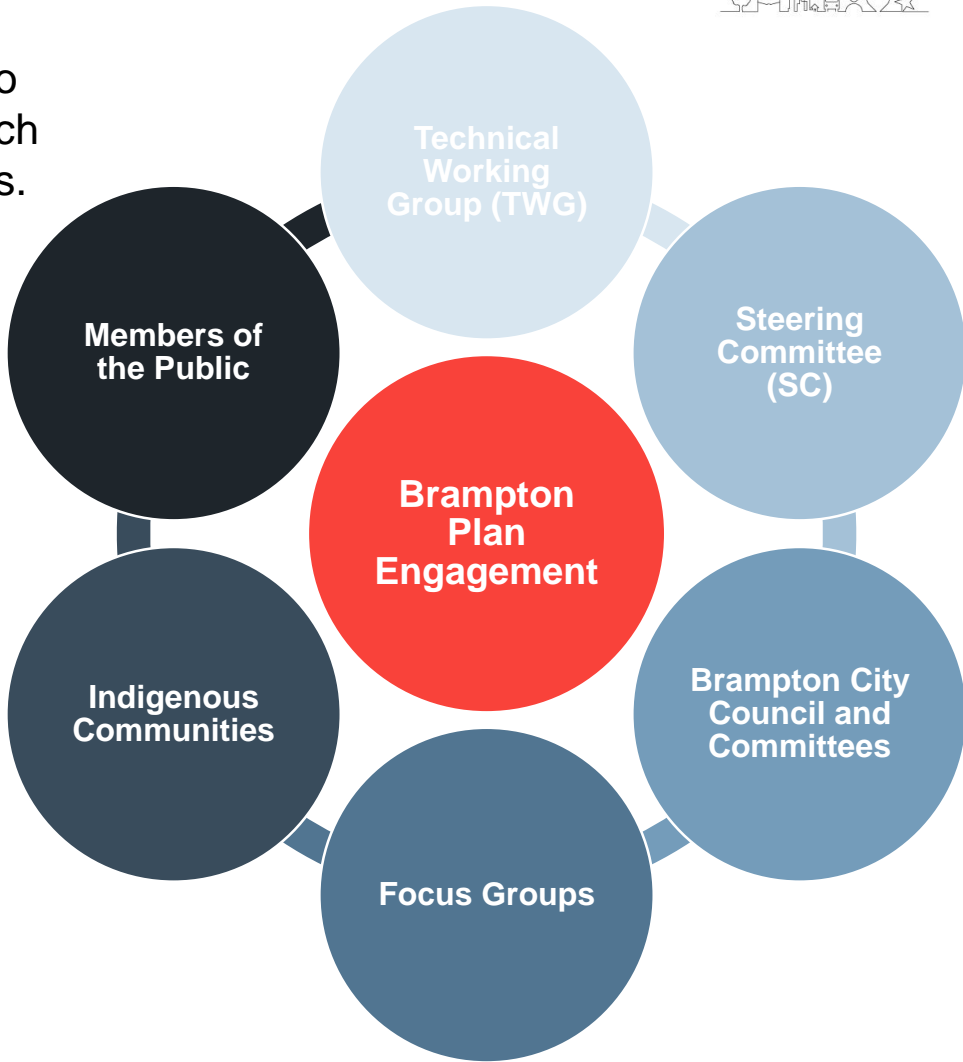 o
ch
s.
Technical
Working
Group (TWG)
Steering
Committee
(SC)
Members of
the Public
Brampton
Plan
Engagement
Brampton City
Council and
Committees
Indigenous
Communities
Focus Groups